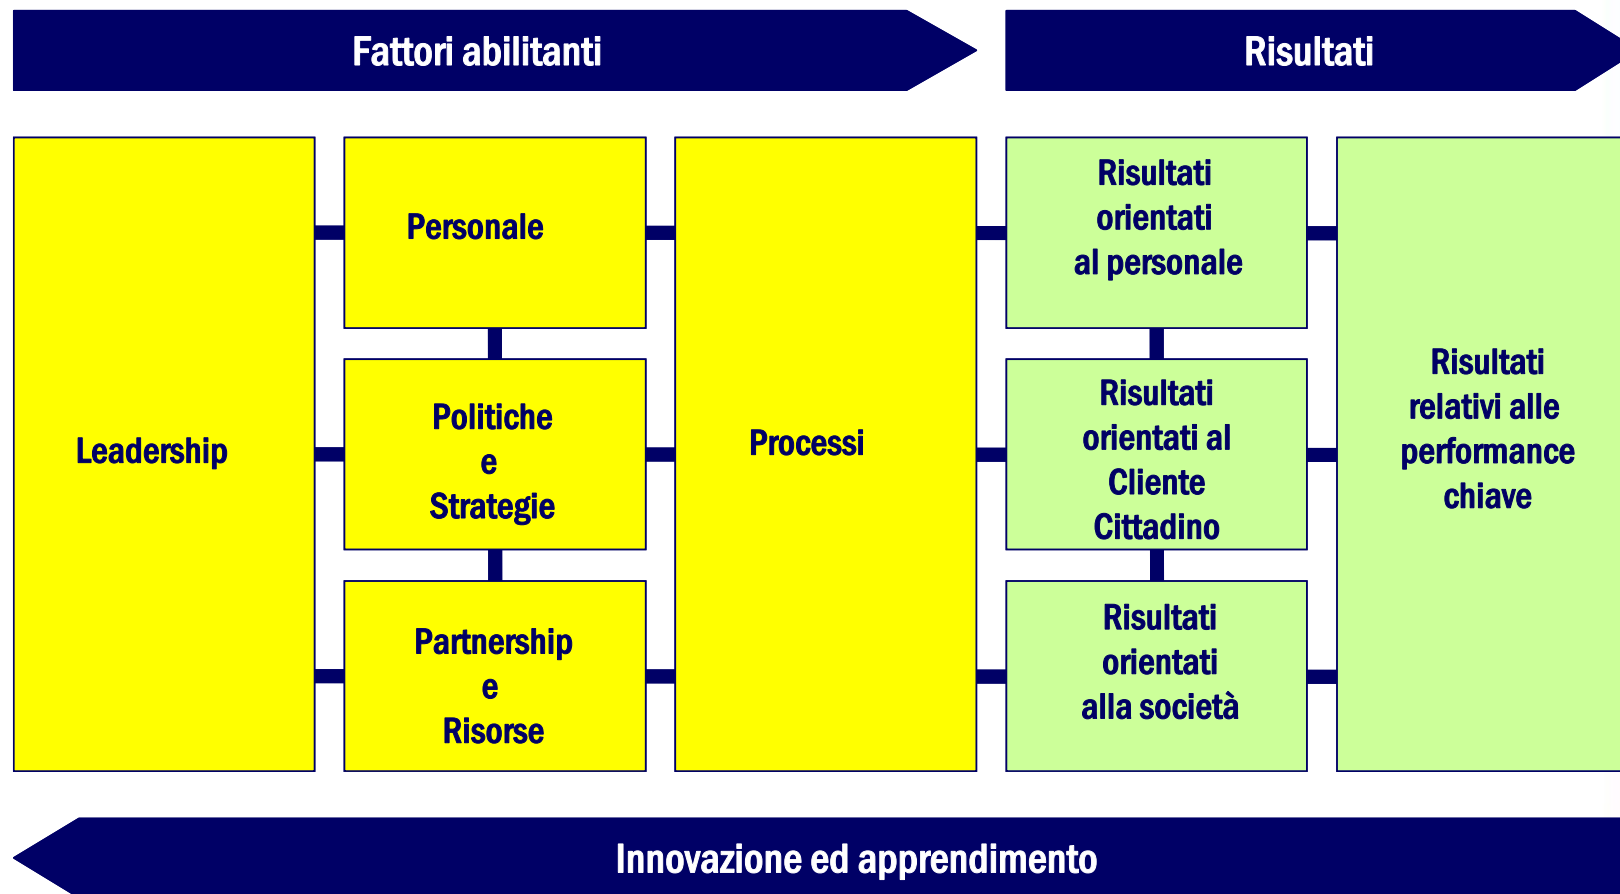 Fattori abilitanti
Risultati
Leadership
Personale
Politiche
e
Strategie
Partnership
e
Risorse
Processi
Risultati
orientati
al personale
Risultati
orientati al
Cliente
Cittadino
Risultati
orientati
alla società
Risultati
relativi alle
performance
chiave
Innovazione ed apprendimento